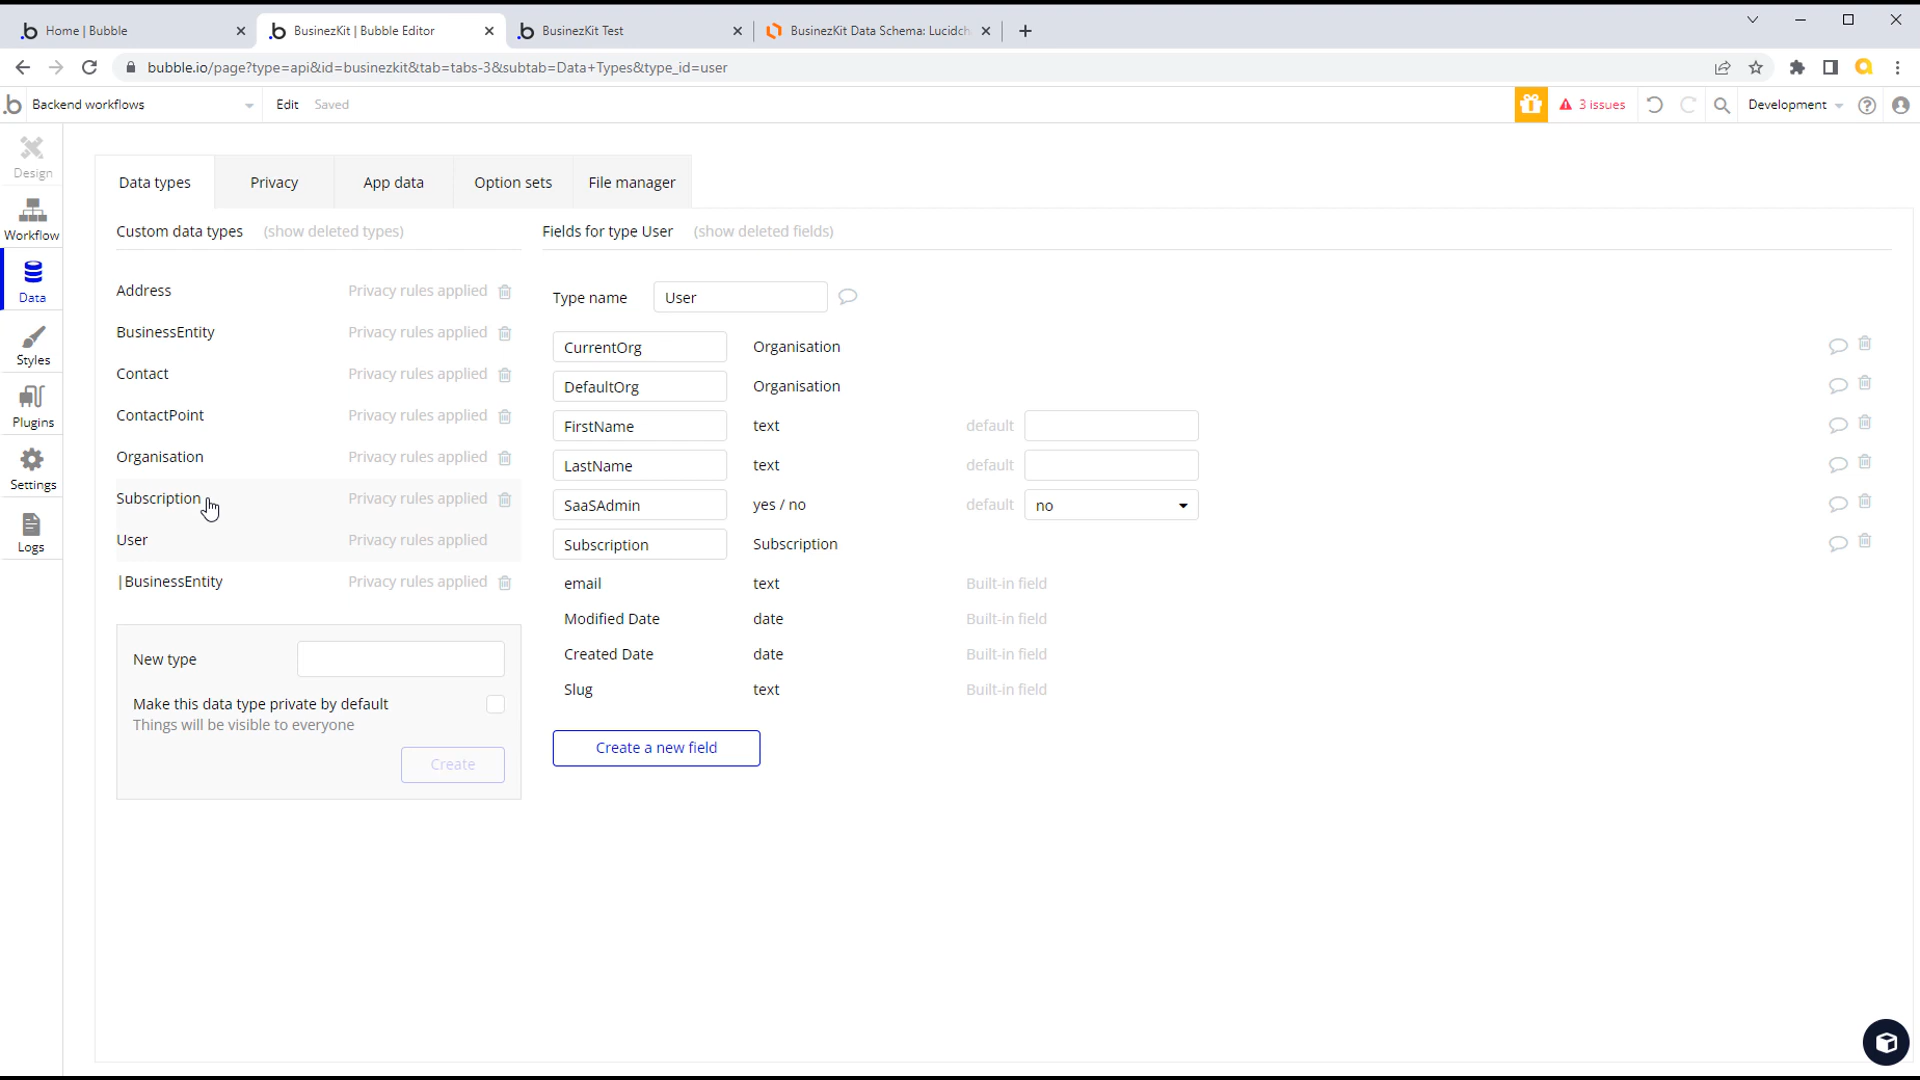 Home | Bubble
BusinezKit | Bubble Editor
BusinezKit Test
BusinezKit Data Schema: Lucidch
bubble.io/page?type=api&id=businezkit&tab=tabs-3&subtab=Data+Types&type_id=user
Backend workflows
Edit
Saved
3 issues
Development
Design
Workflow
Data
Styles
Plugins
Settings
Logs
Data types
Privacy
App data
Option sets
File manager
Custom data types (show deleted types)
Address Privacy rules applied
BusinessEntity Privacy rules applied
Contact Privacy rules applied
ContactPoint Privacy rules applied
Organisation Privacy rules applied
Subscription Privacy rules applied
User Privacy rules applied
|BusinessEntity Privacy rules applied
New type
Make this data type private by default
Things will be visible to everyone
Create
Fields for type User (show deleted fields)
Type name User
CurrentOrg Organisation
DefaultOrg Organisation
FirstName text default
LastName text default
SaaSAdmin yes / no default no
Subscription Subscription
email text Built-in field
Modified Date date Built-in field
Created Date date Built-in field
Slug text Built-in field
Create a new field